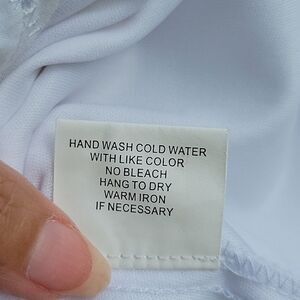 HAND WASH COLD WATER
WITH LIKE COLOR
NO BLEACH
HANG TO DRY
WARM IRON
IF NECESSARY